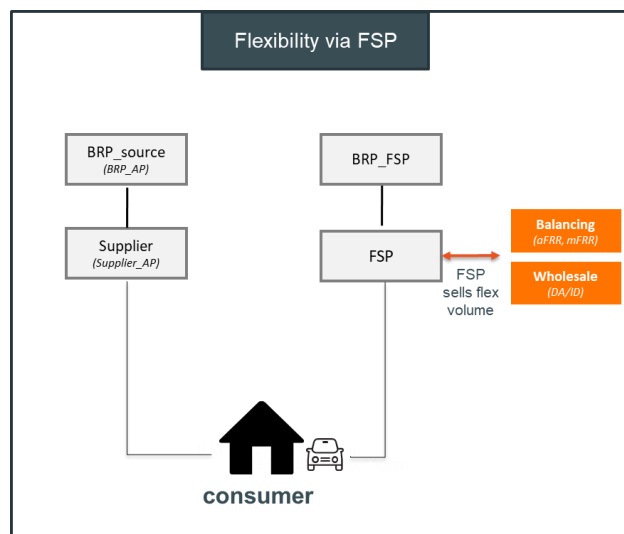 Flexibility via FSP
BRP_source
(BRP_AP)
BRP_FSP
Supplier
(Supplier_AP)
FSP
Balancing
(aFRR, mFRR)
Wholesale
(DA/ID)
FSP
sells flex
volume
consumer